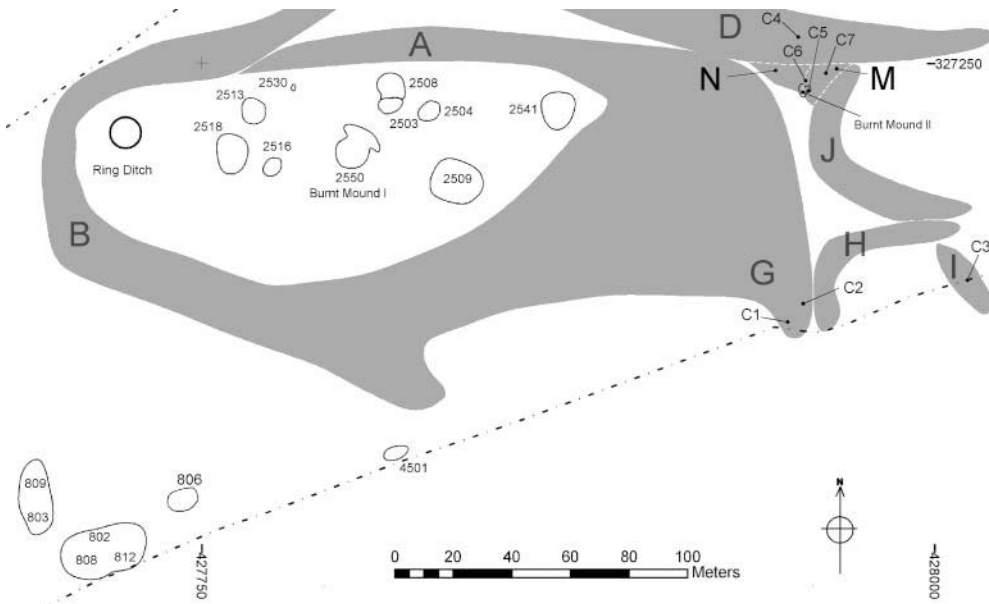 A
D
C4
C5
C6
C7
N
M
327250
2530
2508
2513
2504
2503
2541
2518
2516
Burnt Mound II
J
Ring Ditch
2550
2509
Burnt Mound I
B
H
G
I
C3
C2
C1
4501
809
803
806
802
808
812
N
0 20 40 60 80 100
Meters
427750
428000